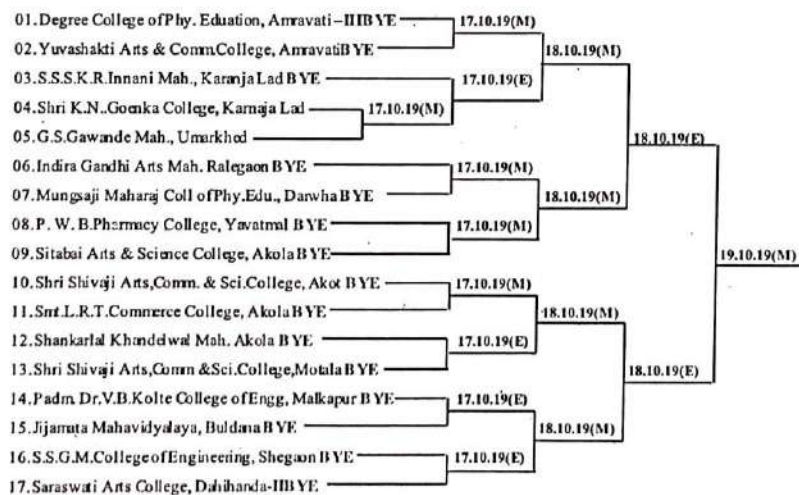 01.Degree College of Phy. Eduation, Amravati-III BYE
17.10.19(M)
02.Yuvashakti Arts & Comm.College, Amravati BYE
18.10.19(M)
03.S.S.S.K.R.Innani Mah., Karanja Lad BYE
17.10.19(E)
04.Shri K.N..Goenka College, Karnaja Lad
17.10.19(M)
05.G.S.Gawande Mah., Umarkhed
18.10.19(E)
06.Indira Gandhi Arts Mah. Ralegaon BYE
17.10.19(M)
07.Mungsaji Maharaj Coll of Phy.Edu., Darwha BYE
18.10.19(M)
08.P. W. B.Pharmacy College, Yavatmal BYE
17.10.19(M)
09.Sitabai Arts & Science College, Akola BYE
19.10.19(M)
10.Shri Shivaji Arts,Comm. & Sci.College, Akot BYE
17.10.19(M)
11.Smt.L.R.T.Commerce College, Akola BYE
18.10.19(M)
12.Shankarlal Khandelwal Mah. Akola BYE
17.10.19(E)
13.Shri Shivaji Arts,Comm &Sci.College,Motala BYE
18.10.19(E)
14.Padm. Dr.V.B.Kolte College of Engg, Malkapur BYE
17.10.19(E)
15.Jijamata Mahavidyalaya, Buldana BYE
18.10.19(M)
16.S.S.G.M.College of Engineering, Shegaon BYE
17.10.19(E)
17.Saraswati Arts College, Dahihanda-II BYE